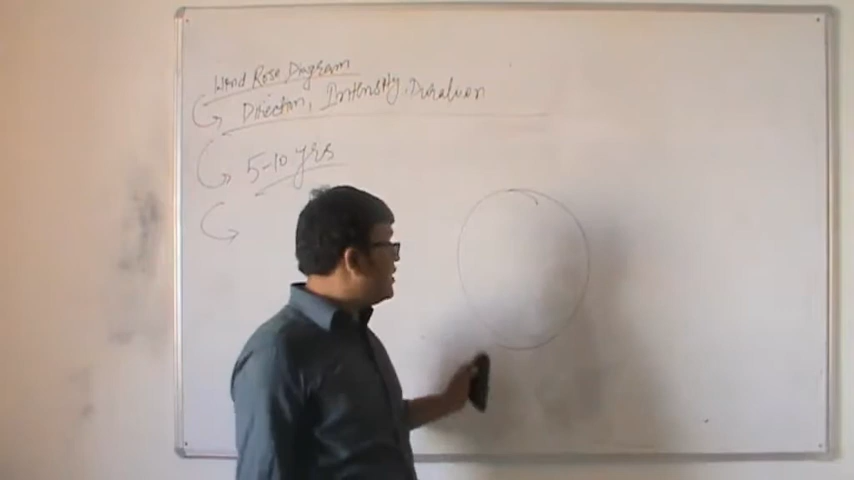 Wind Rose Diagram
Direction, Intensity, Duration
5-10 yrs